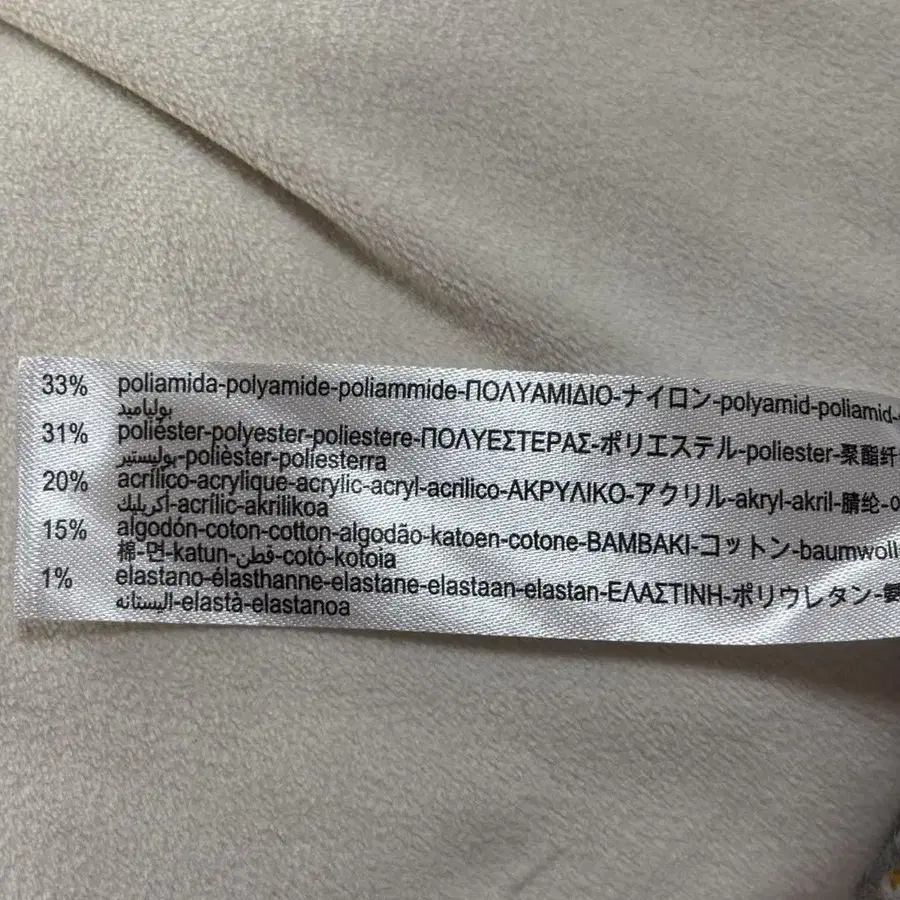 33% poliamida-polyamide-poliammide-ΠΟΛΥΑΜΙΔΙΟ-ナイロン-polyamid-poliamid-
بولياميد
31% poliéster-polyester-poliestere-ΠΟΛΥΕΣΤΕΡΑΣ-ポリエステル-poliester-聚酯纤
بوليستير-polièster-poliesterra
20% acrílico-acrylique-acrylic-acryl-acrilico-ΑΚΡΥΛΙΚΟ-アクリル-akryl-akril-腈纶-
أكريليك-acrílic-akrilikoa
15% algodón-coton-cotton-algodão-katoen-cotone-BAMBAKI-コットン-baumwoll
棉-면-katun-قطن-cotó-kotoia
1% elastano-élasthanne-elastane-elastaan-elastan-ΕΛΑΣΤΙΝΗ-ポリウレタン-
اليستانه-elastà-elastanoa